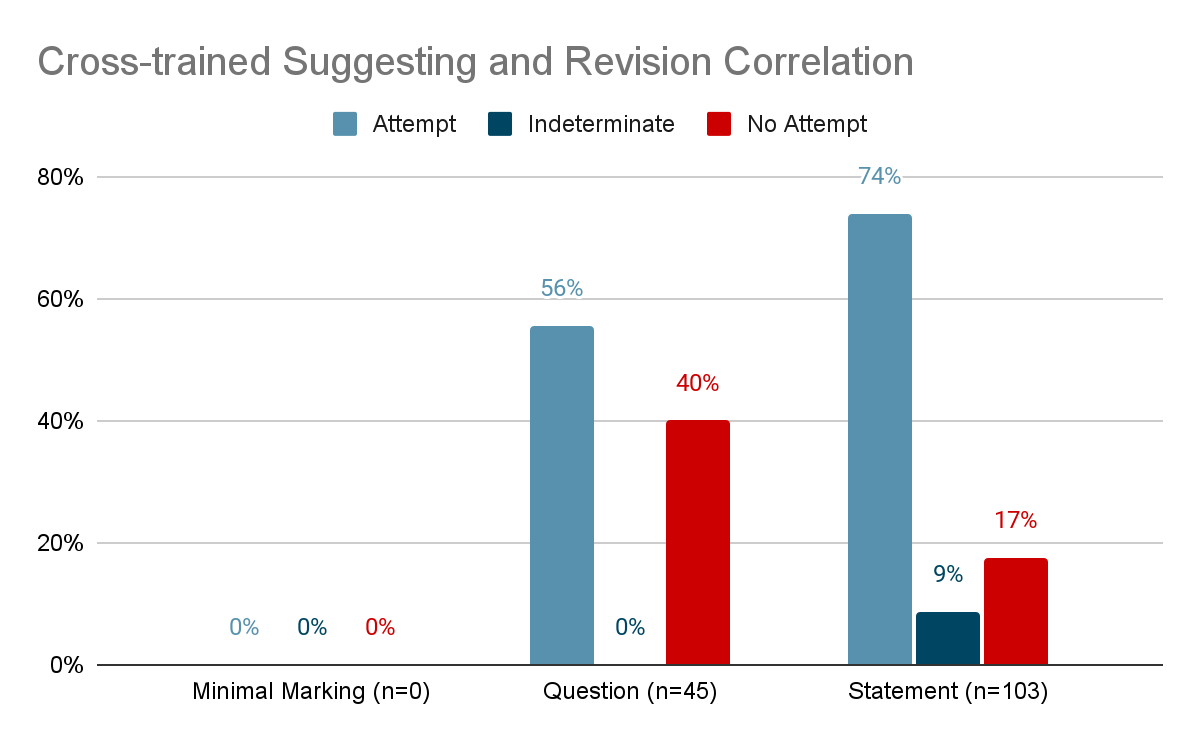 Cross-trained Suggesting and Revision Correlation
Attempt Indeterminate No Attempt
80%
74%
60%
56%
40%
40%
20%
17%
9%
0% 0% 0%
0%
0%
Minimal Marking (n=0) Question (n=45) Statement (n=103)